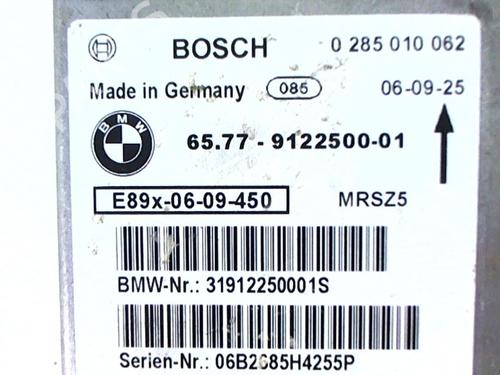 BOSCH 0 285 010 062
Made in Germany 085 06-09-25
BMW 65.77 - 9122500-01
E89x-06-09-450 MRSZ5
BMW-Nr.: 31912250001S
Serien-Nr.: 06B2685H4255P